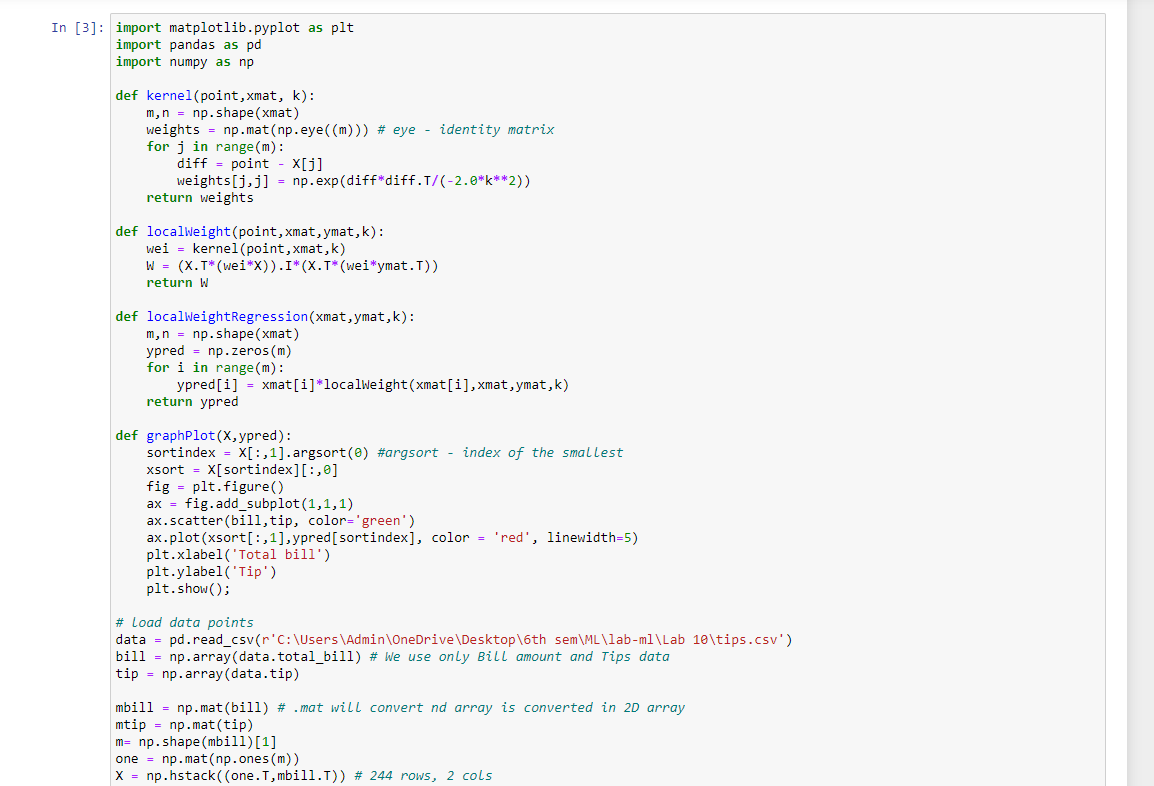 In [3]: import matplotlib.pyplot as plt
import pandas as pd
import numpy as np

def kernel(point,xmat, k):
    m,n = np.shape(xmat)
    weights = np.mat(np.eye((m))) # eye - identity matrix
    for j in range(m):
        diff = point - X[j]
        weights[j,j] = np.exp(diff*diff.T/(-2.0*k**2))
    return weights

def localWeight(point,xmat,ymat,k):
    wei = kernel(point,xmat,k)
    W = (X.T*(wei*X)).I*(X.T*(wei*ymat.T))
    return W

def localWeightRegression(xmat,ymat,k):
    m,n = np.shape(xmat)
    ypred = np.zeros(m)
    for i in range(m):
        ypred[i] = xmat[i]*localWeight(xmat[i],xmat,ymat,k)
    return ypred

def graphPlot(X,ypred):
    sortindex = X[:,1].argsort(0) #argsort - index of the smallest
    xsort = X[sortindex][:,0]
    fig = plt.figure()
    ax = fig.add_subplot(1,1,1)
    ax.scatter(bill,tip, color='green')
    ax.plot(xsort[:,1],ypred[sortindex], color = 'red', linewidth=5)
    plt.xlabel('Total bill')
    plt.ylabel('Tip')
    plt.show();

# load data points
data = pd.read_csv(r'C:\Users\Admin\OneDrive\Desktop\6th sem\ML\lab-ml\Lab 10\tips.csv')
bill = np.array(data.total_bill) # We use only Bill amount and Tips data
tip = np.array(data.tip)

mbill = np.mat(bill) # .mat will convert nd array is converted in 2D array
mtip = np.mat(tip)
m= np.shape(mbill)[1]
one = np.mat(np.ones(m))
X = np.hstack((one.T,mbill.T)) # 244 rows, 2 cols